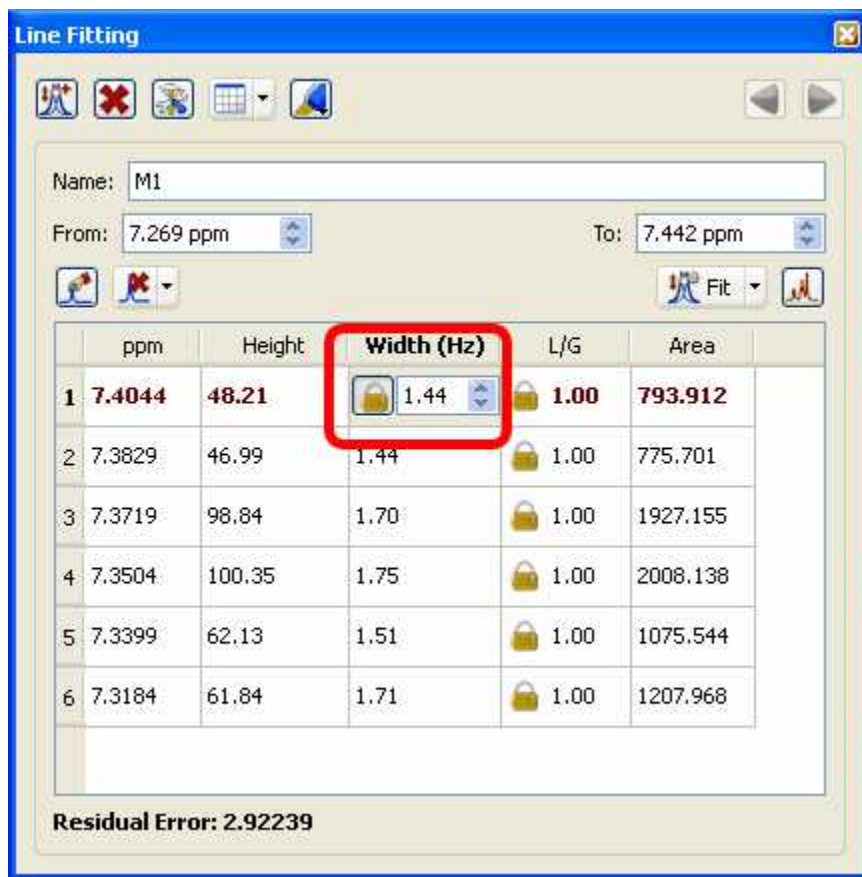 Line Fitting
Name: M1
From: 7.269 ppm To: 7.442 ppm
Fit
ppm Height Width (Hz) L/G Area
1 7.4044 48.21 1.44 1.00 793.912
2 7.3829 46.99 1.44 1.00 775.701
3 7.3719 98.84 1.70 1.00 1927.155
4 7.3504 100.35 1.75 1.00 2008.138
5 7.3399 62.13 1.51 1.00 1075.544
6 7.3184 61.84 1.71 1.00 1207.968
Residual Error: 2.92239